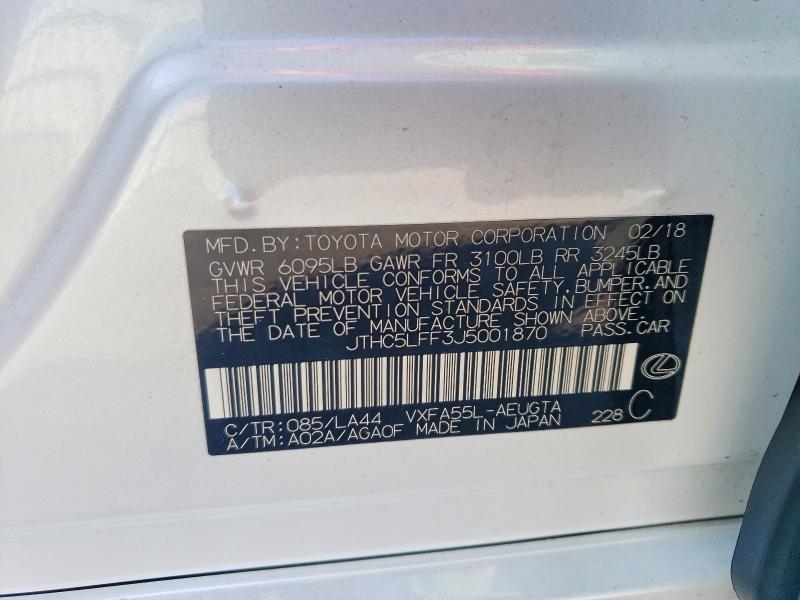 MFD.BY:TOYOTA MOTOR CORPORATION 02/18
GVWR 6095LB GAWR FR 3100LB RR 3245LB
THIS VEHICLE CONFORMS TO ALL APPLICABLE
FEDERAL MOTOR VEHICLE SAFETY,BUMPER,AND
THEFT PREVENTION STANDARDS IN EFFECT ON
THE DATE OF MANUFACTURE SHOWN ABOVE.
JTHC5LFF3J5001870 PASS.CAR
C/TR:085/LA44 VXFA55L-AEUGTA
A/TM:A02A/AGA0F MADE IN JAPAN 228 C